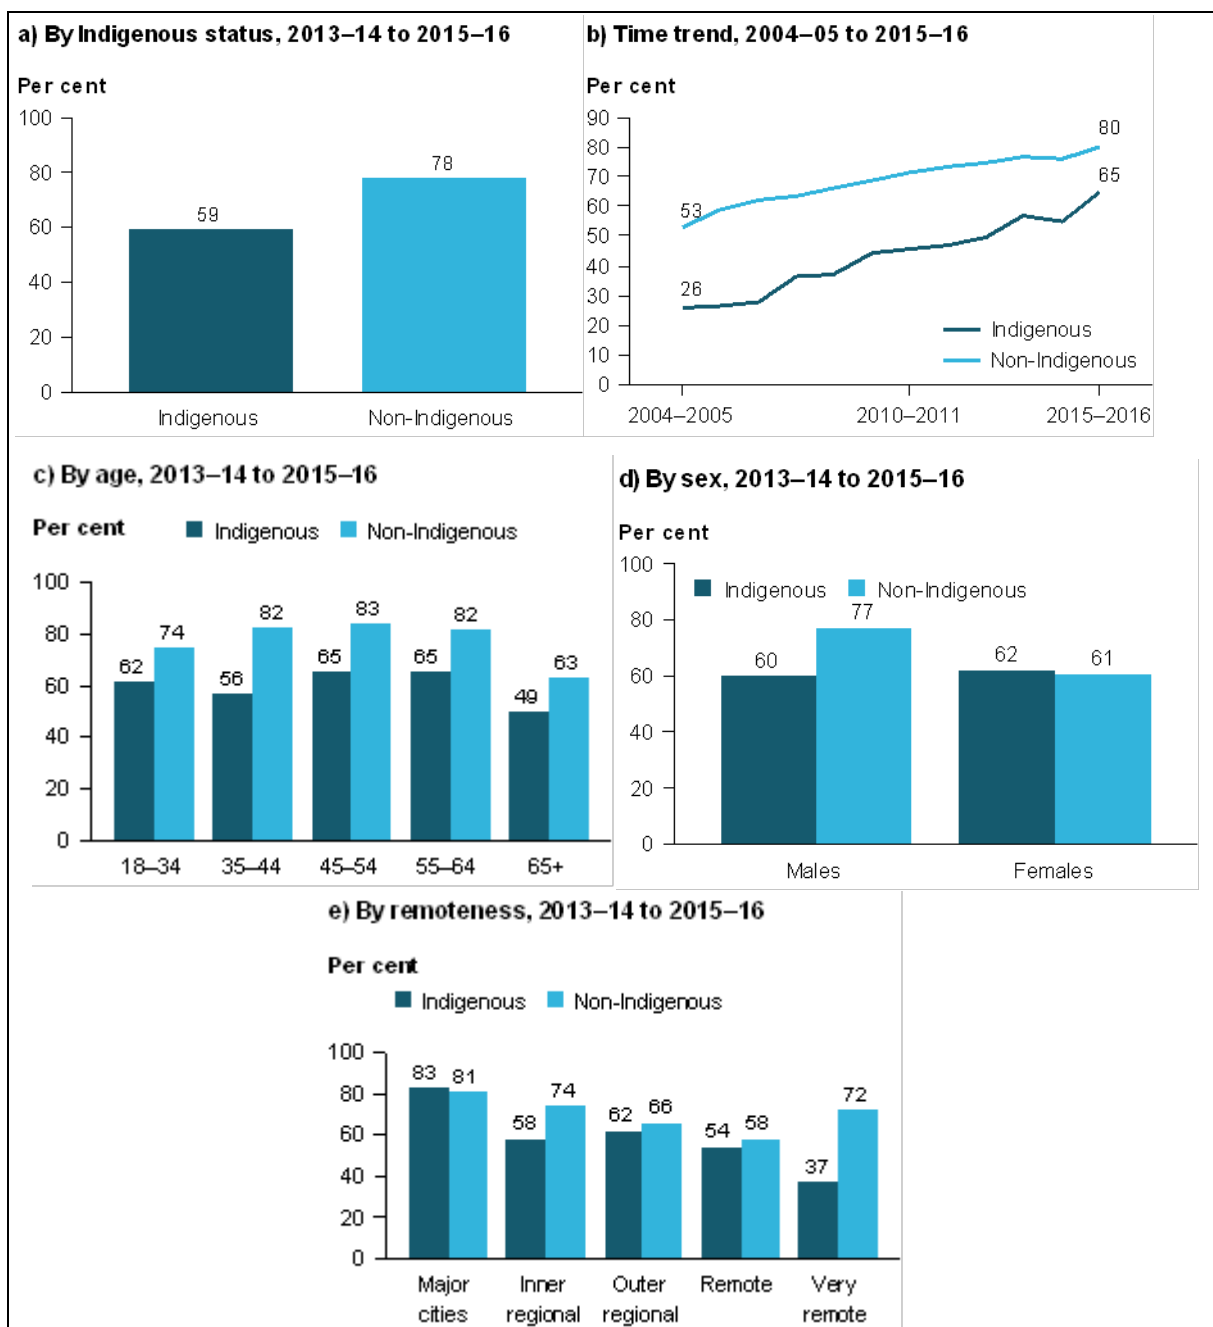 a) By Indigenous status, 2013–14 to 2015–16
Per cent
100
80
60
40
20
0
59
78
Indigenous
Non-Indigenous
b) Time trend, 2004–05 to 2015–16
Per cent
90
80
70
60
50
40
30
20
10
0
53
26
80
65
Indigenous
Non-Indigenous
2004–2005
2010–2011
2015–2016
c) By age, 2013–14 to 2015–16
Per cent
Indigenous
Non-Indigenous
100
80
60
40
20
0
62
74
56
82
65
83
65
82
49
63
18–34
35–44
45–54
55–64
65+
d) By sex, 2013–14 to 2015–16
Per cent
100
80
60
40
20
0
Indigenous
Non-Indigenous
60
77
62
61
Males
Females
e) By remoteness, 2013–14 to 2015–16
Per cent
Indigenous
Non-Indigenous
100
80
60
40
20
0
83
81
58
74
62
66
54
58
37
72
Major
cities
Inner
regional
Outer
regional
Remote
Very
remote